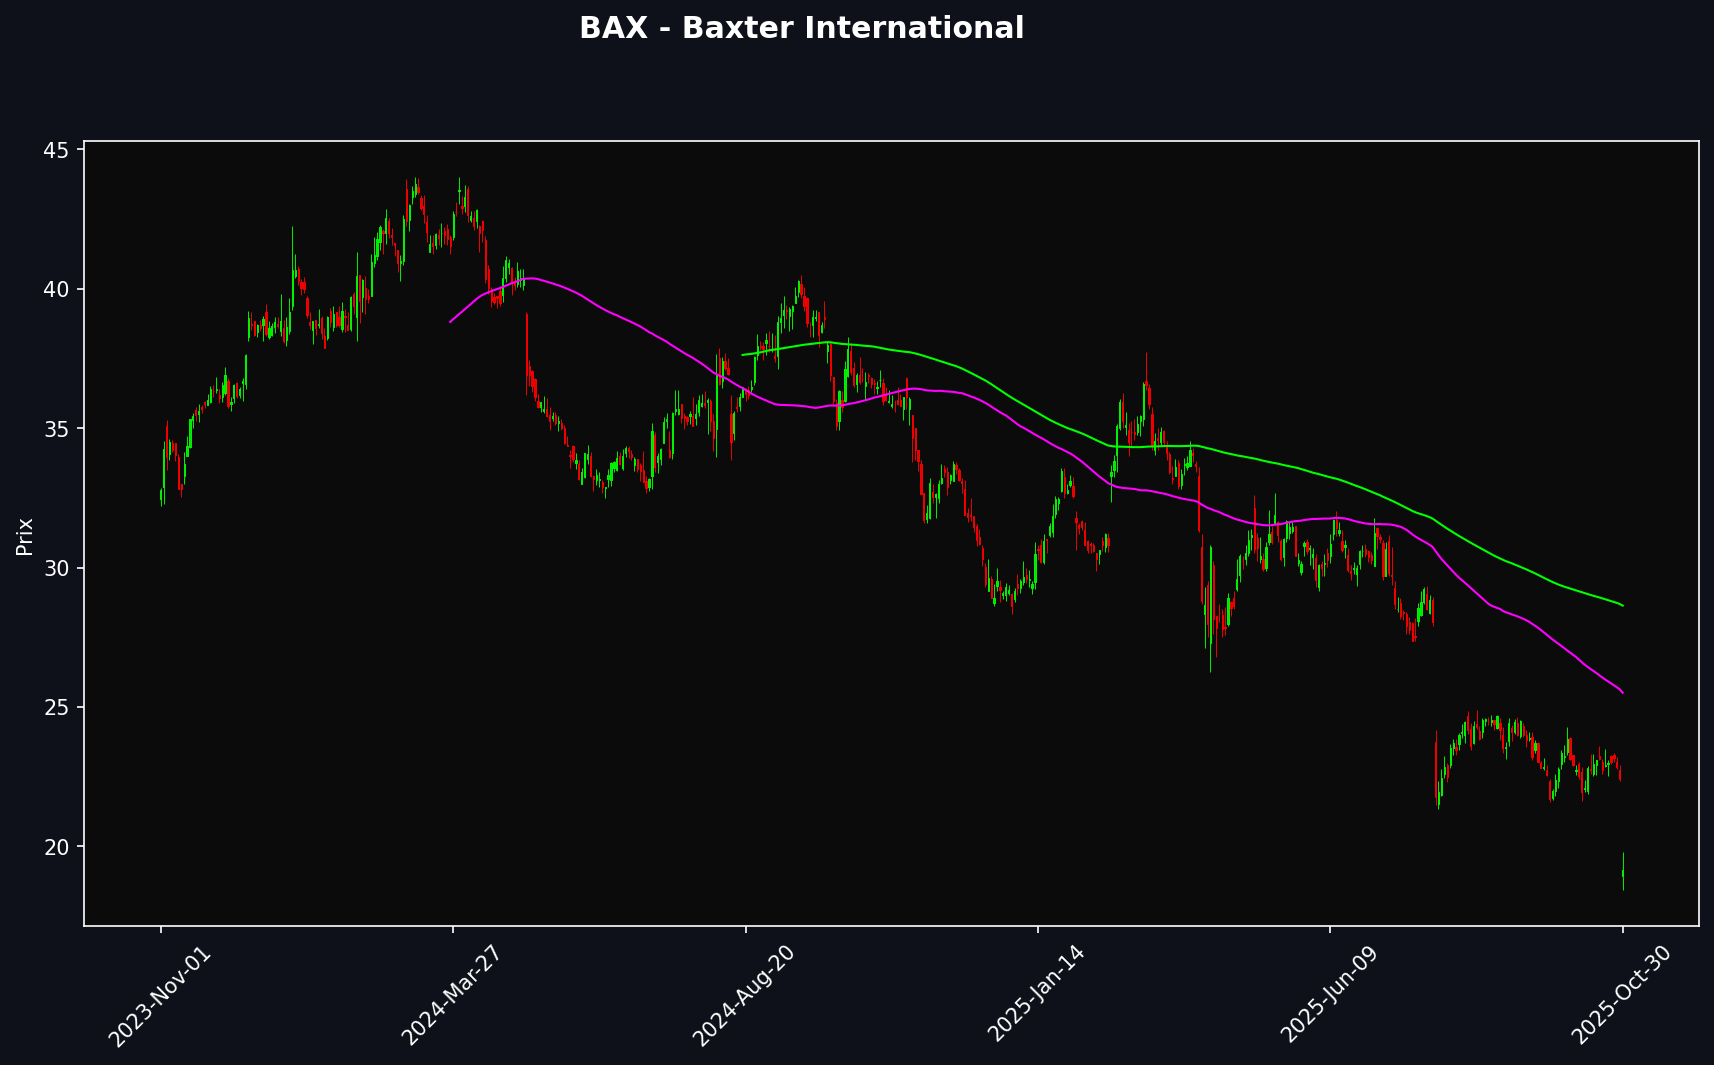 BAX - Baxter International
Prix
45
40
35
30
25
20
2023-Nov-01
2024-Mar-27
2024-Aug-20
2025-Jan-14
2025-Jun-09
2025-Oct-30